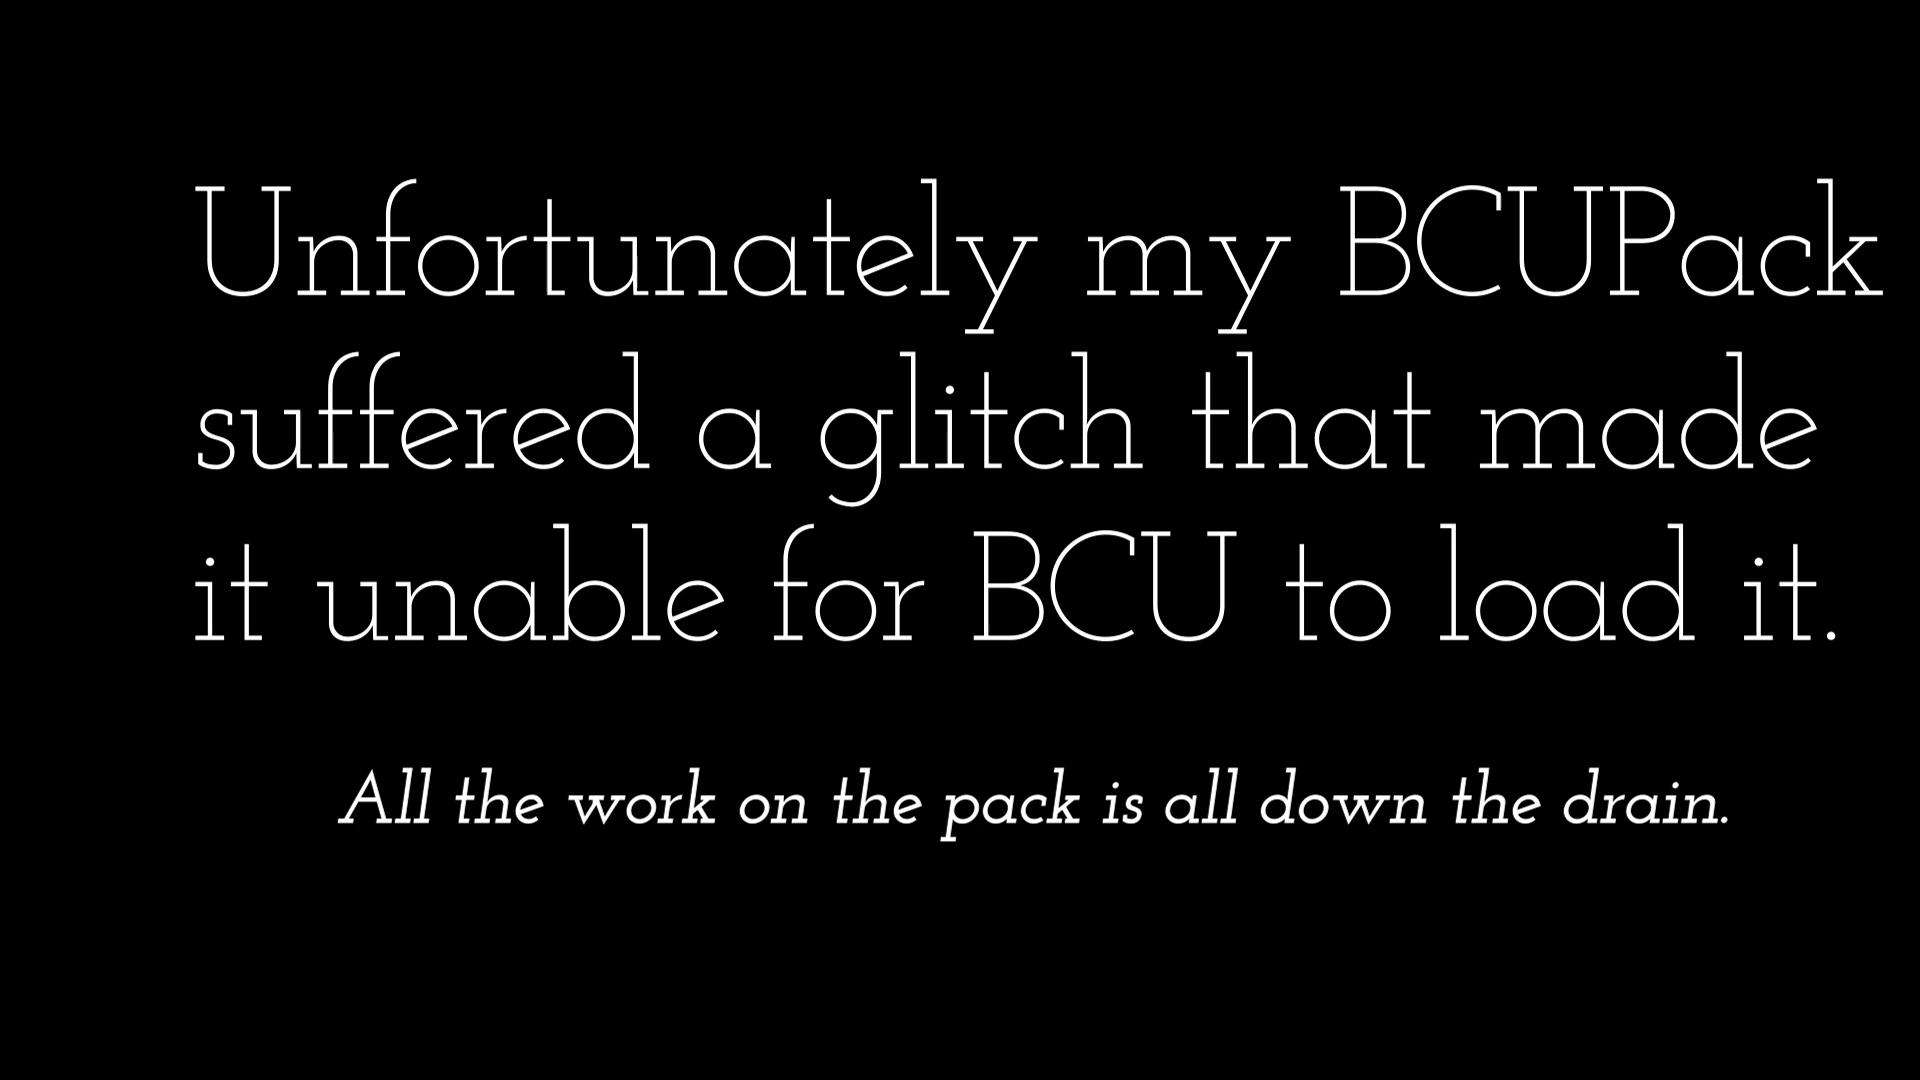 Unfortunately my BCUPack
suffered a glitch that made
it unable for BCU to load it.
All the work on the pack is all down the drain.